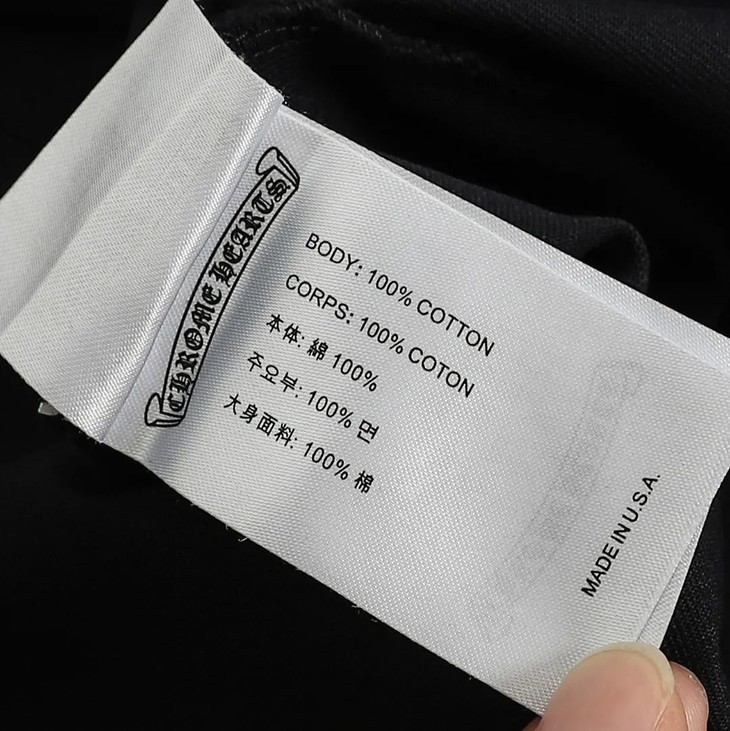 CHROME HEARTS
BODY: 100% COTTON
CORPS: 100% COTON
本体: 綿 100%
주요부: 100% 면
大身面料: 100% 棉
MADE IN U.S.A.